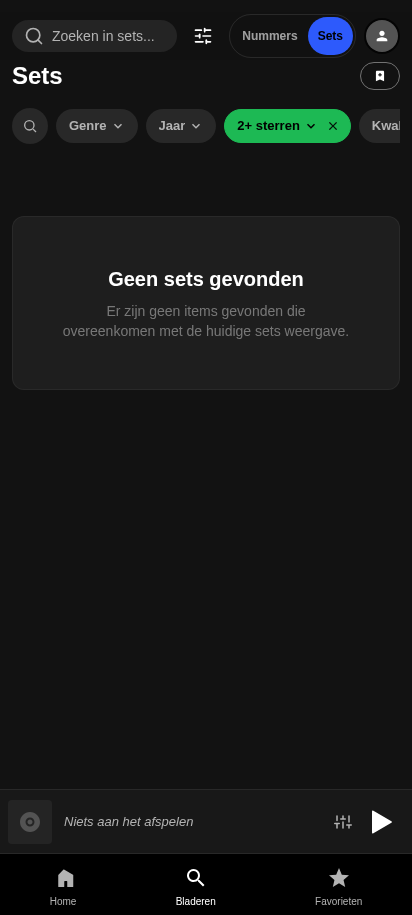 Zoeken in sets...
Nummers
Sets
Sets
Genre
Jaar
2+ sterren
Geen sets gevonden
Er zijn geen items gevonden die
overeenkomen met de huidige sets weergave.
Niets aan het afspelen
Home
Bladeren
Favorieten